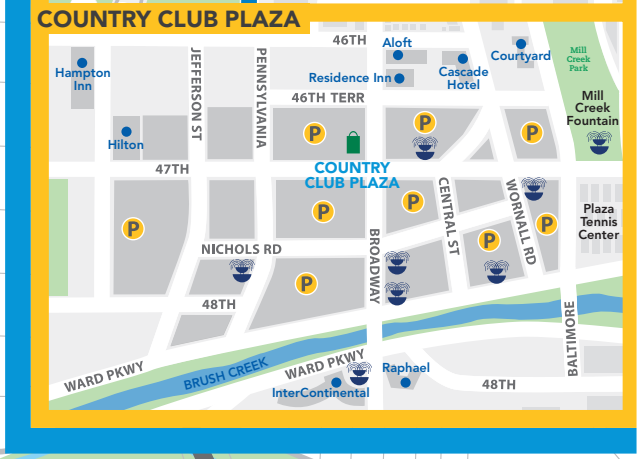 COUNTRY CLUB PLAZA
46TH
Aloft
Courtyard
Mill
Creek
Park
Hampton
Inn
JEFFERSON ST
PENNSYLVANIA
Residence Inn
Cascade
Hotel
46TH TERR
Mill
Creek
Fountain
P
P
P
Hilton
47TH
COUNTRY
CLUB PLAZA
CENTRAL ST
WORNALL RD
P
P
P
P
P
Plaza
Tennis
Center
NICHOLS RD
BROADWAY
P
48TH
BALTIMORE
WARD PKWY
BRUSH CREEK
WARD PKWY
Raphael
InterContinental
48TH